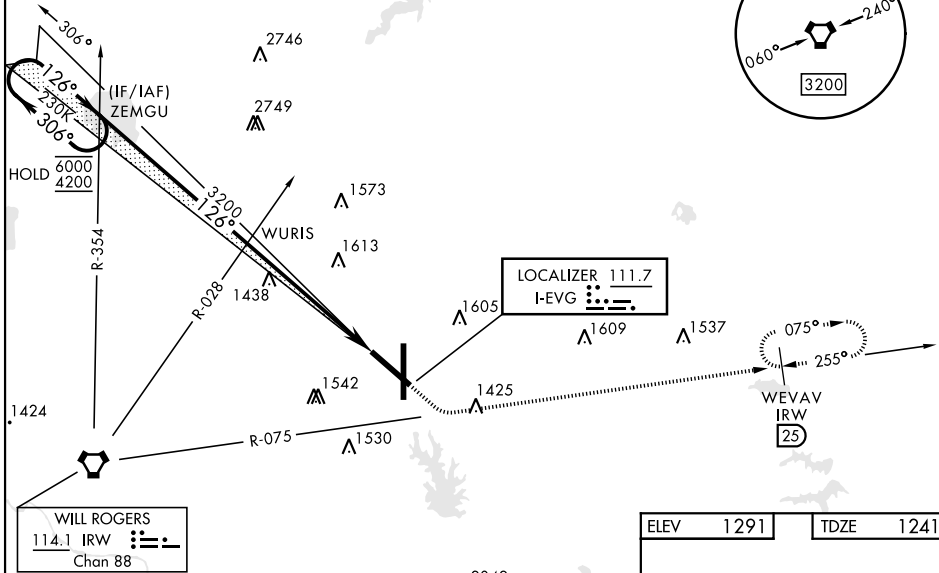 306°
2746
240°
060°
3200
126°
(IF/IAF)
ZEMGU
230K
306°
2749
HOLD 6000
4200
1573
3200
126°
WURIS
1613
R-354
R-028
1438
LOCALIZER 111.7
I-EVG
1605
1609
1537
075°
255°
1542
1425
WEVAV
IRW
25
1424
R-075
1530
WILL ROGERS
114.1 IRW
Chan 88
ELEV 1291
TDZE 1241